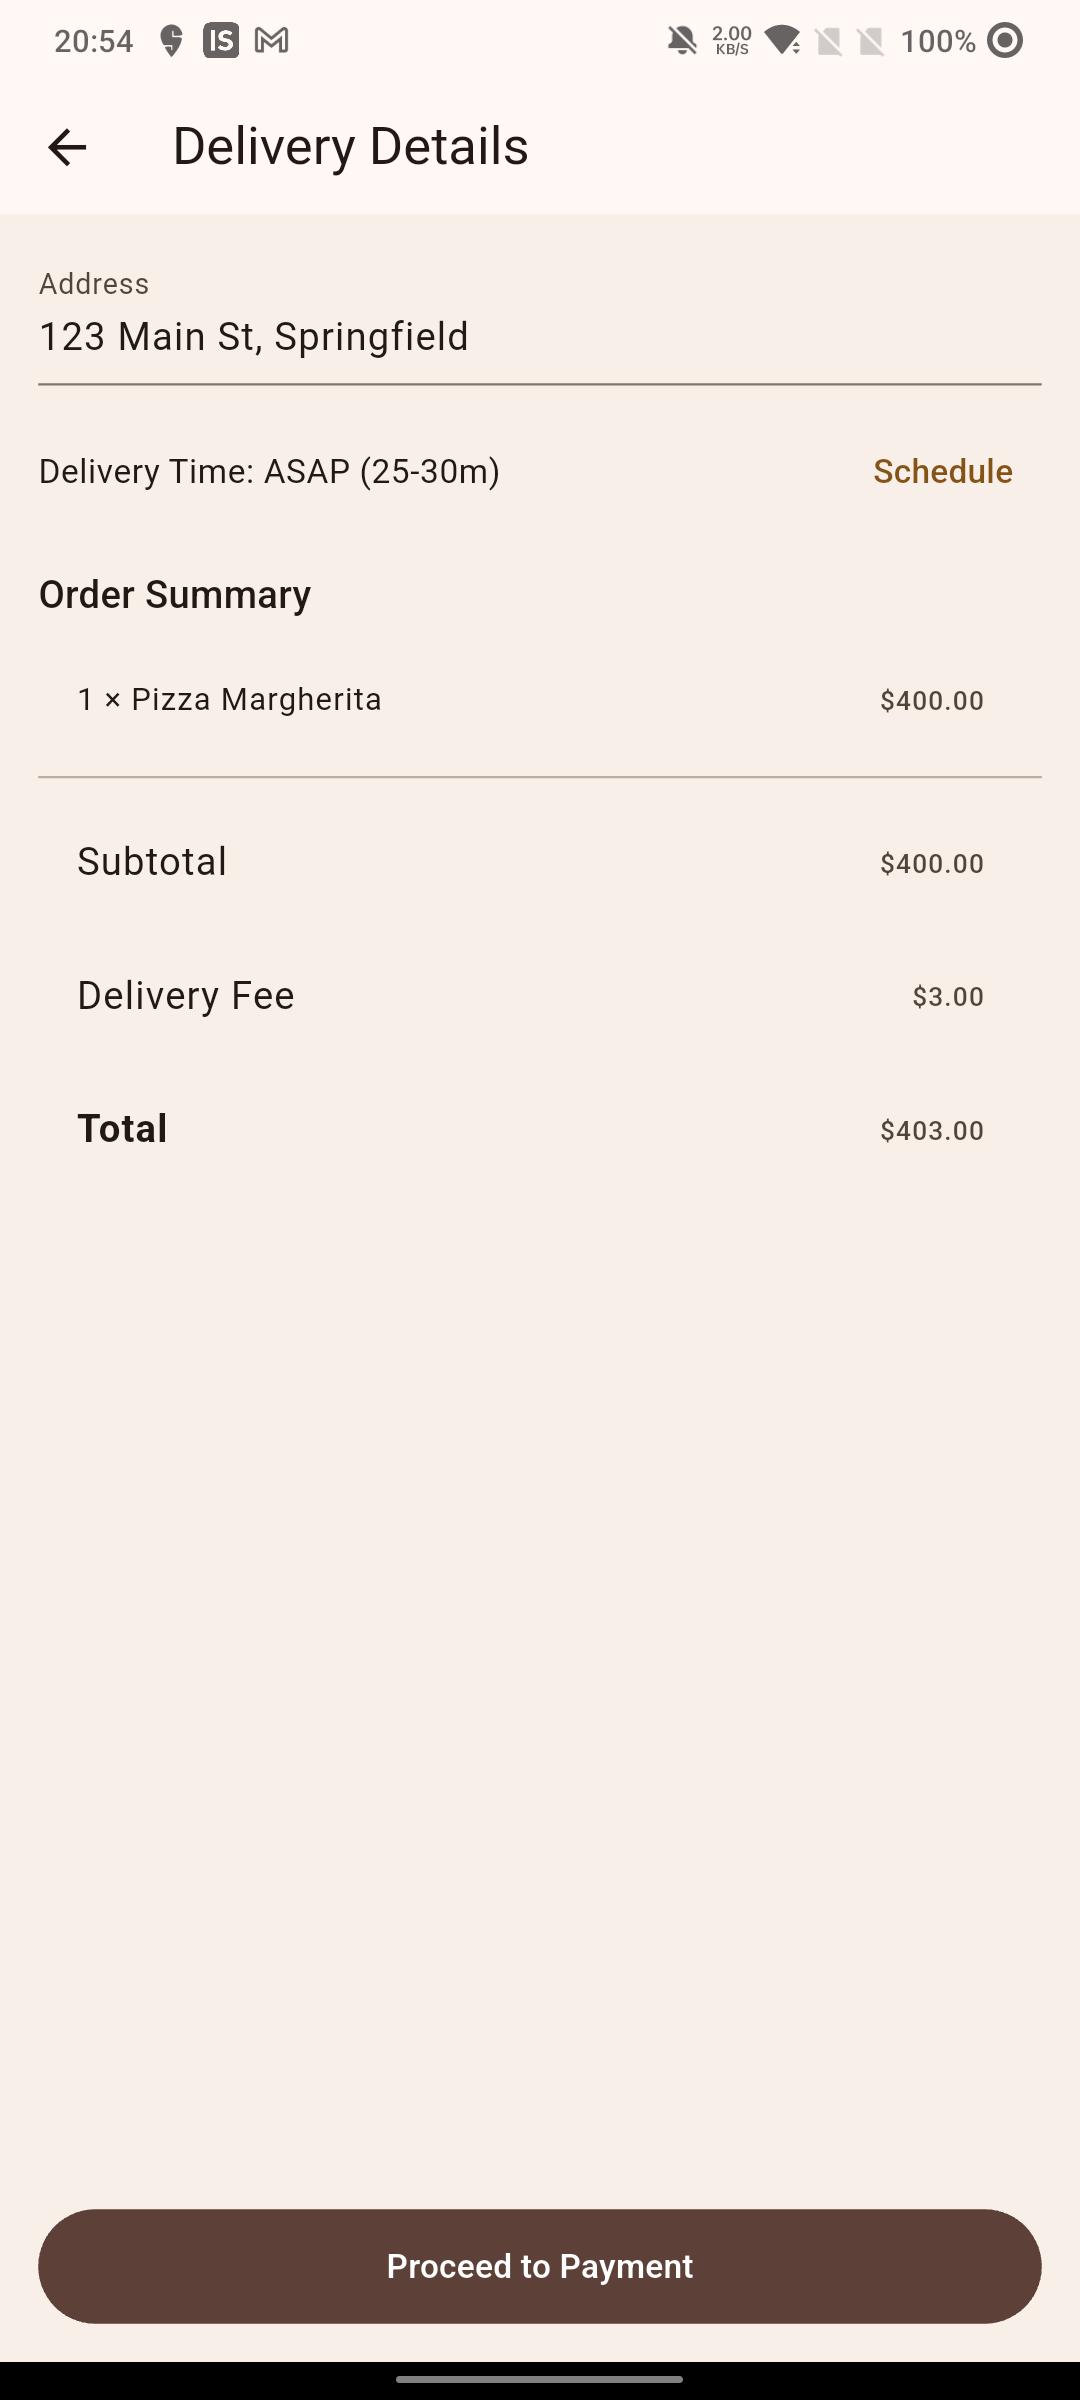 20:54 IS 2.00 KB/S 100%
Delivery Details
Address
123 Main St, Springfield
Delivery Time: ASAP (25-30m) Schedule
Order Summary
1 × Pizza Margherita $400.00
Subtotal $400.00
Delivery Fee $3.00
Total $403.00
Proceed to Payment